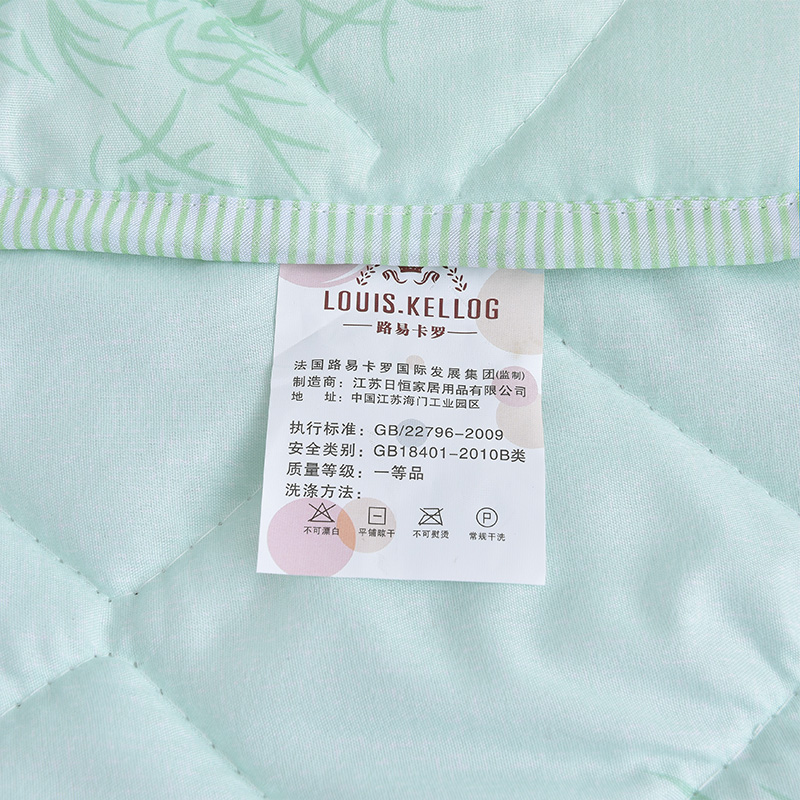 LOUIS.KELLOG
路易卡罗
法国路易卡罗国际发展集团(监制)
制造商：江苏日恒家居用品有限公司
地 址：中国江苏海门工业园区
执行标准：GB/22796-2009
安全类别：GB18401-2010B类
质量等级：一等品
洗涤方法：
P
不可漂白 平铺晾干 不可熨烫 常规干洗